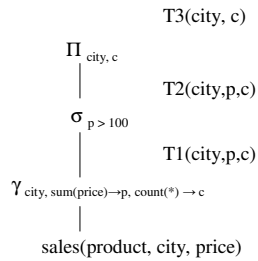 T3(city, c)
Π city, c
T2(city,p,c)
σ p > 100
T1(city,p,c)
γ city, sum(price)→p, count(*) → c
sales(product, city, price)